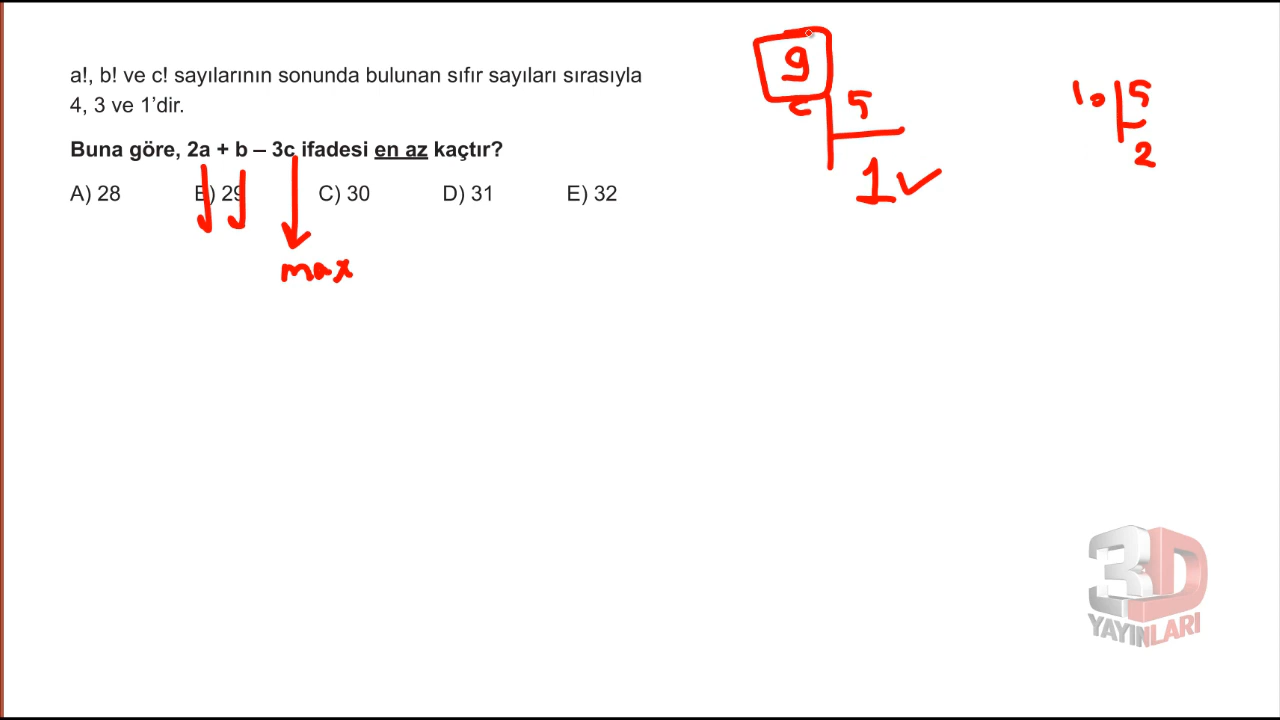 a!, b! ve c! sayılarının sonunda bulunan sıfır sayıları sırasıyla
4, 3 ve 1'dir.
Buna göre, 2a + b – 3c ifadesi en az kaçtır?
A) 28 B) 29 C) 30 D) 31 E) 32
max
9
c 5
1
10 5
2
3D
YAYINLARI